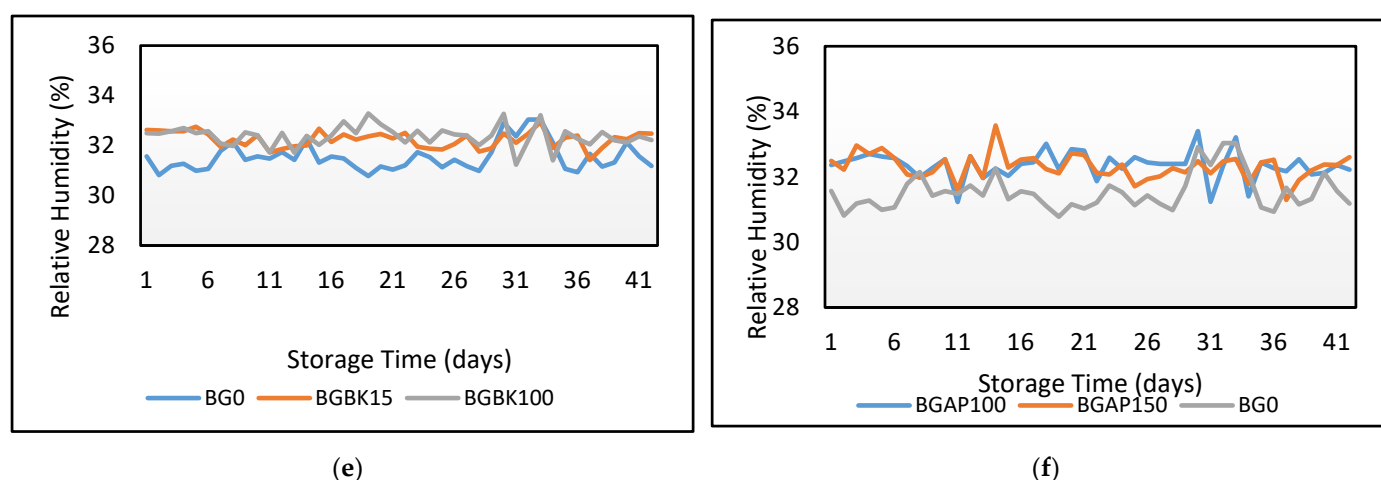 36
34
32
30
28
Relative Humidity (%)
1 6 11 16 21 26 31 36 41
Storage Time (days)
BG0 BGBK15 BGBK100
(e)
36
34
32
30
28
Relative Humidity (%)
1 6 11 16 21 26 31 36 41
Storage Time (days)
BGAP100 BGAP150 BG0
(f)